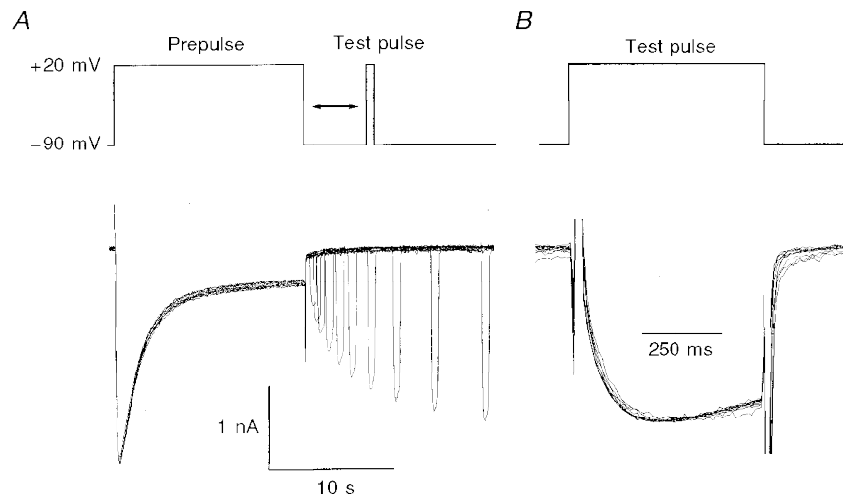 A
Prepulse
Test pulse
+20 mV
−90 mV
1 nA
10 s
B
Test pulse
250 ms